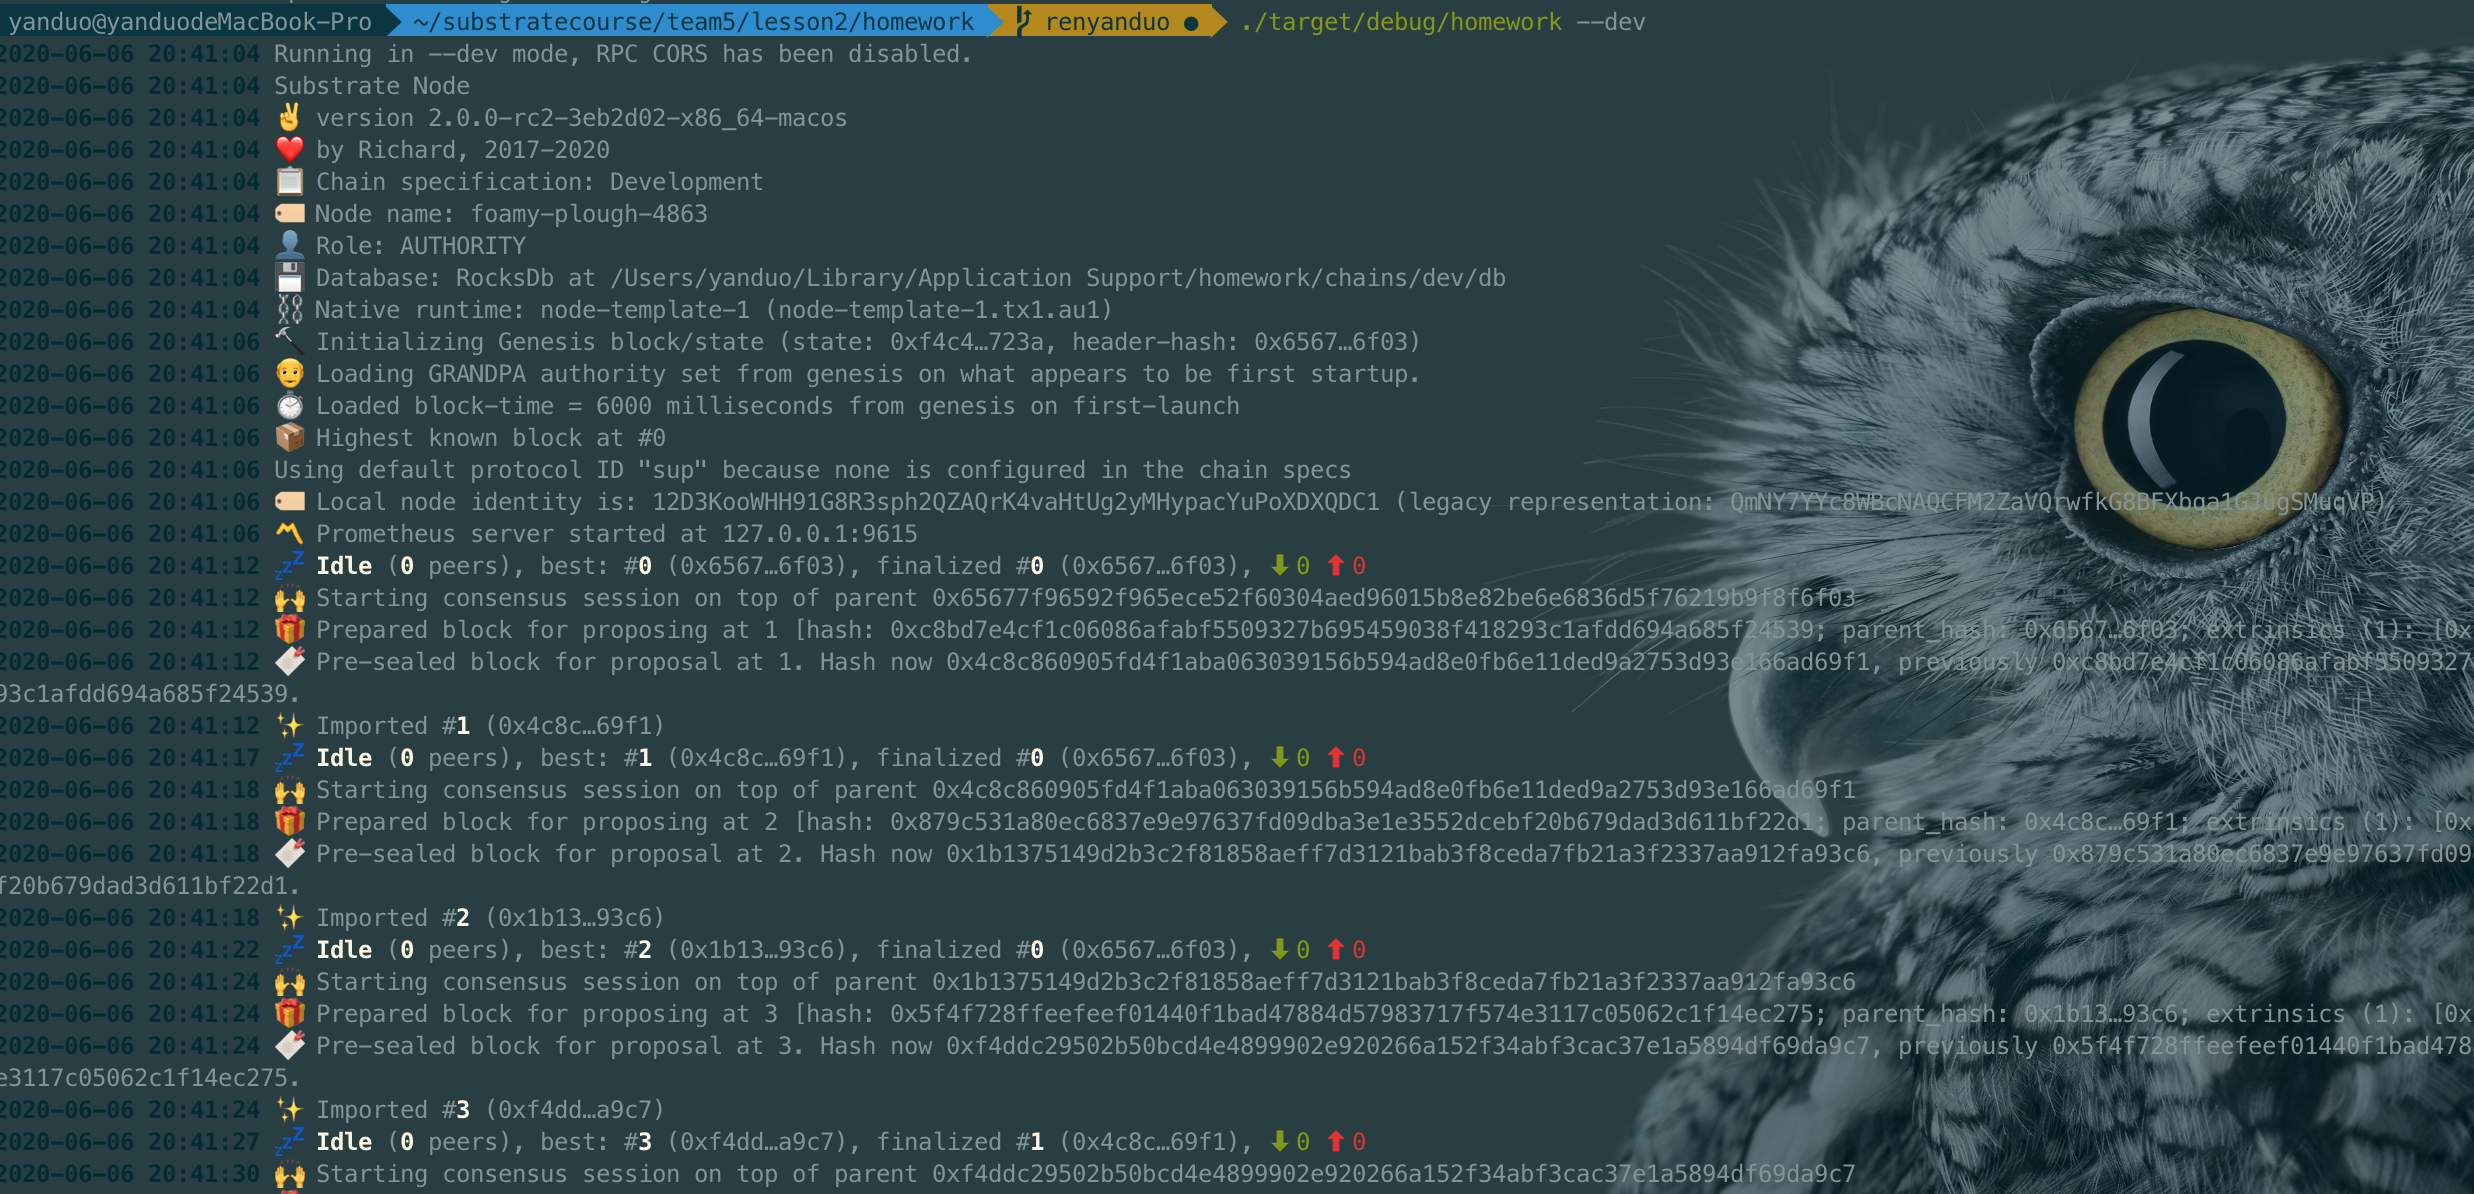 yanduo@yanduodeMacBook-Pro ~/substratecourse/team5/lesson2/homework renyanduo ● ./target/debug/homework --dev
2020-06-06 20:41:04 Running in --dev mode, RPC CORS has been disabled.
2020-06-06 20:41:04 Substrate Node
2020-06-06 20:41:04 ✌️ version 2.0.0-rc2-3eb2d02-x86_64-macos
2020-06-06 20:41:04 ❤️ by Richard, 2017-2020
2020-06-06 20:41:04 📋 Chain specification: Development
2020-06-06 20:41:04 🏷 Node name: foamy-plough-4863
2020-06-06 20:41:04 👤 Role: AUTHORITY
2020-06-06 20:41:04 💾 Database: RocksDb at /Users/yanduo/Library/Application Support/homework/chains/dev/db
2020-06-06 20:41:04 ⛓ Native runtime: node-template-1 (node-template-1.tx1.au1)
2020-06-06 20:41:06 🔨 Initializing Genesis block/state (state: 0xf4c4…723a, header-hash: 0x6567…6f03)
2020-06-06 20:41:06 👴 Loading GRANDPA authority set from genesis on what appears to be first startup.
2020-06-06 20:41:06 ⏱ Loaded block-time = 6000 milliseconds from genesis on first-launch
2020-06-06 20:41:06 📦 Highest known block at #0
2020-06-06 20:41:06 Using default protocol ID "sup" because none is configured in the chain specs
2020-06-06 20:41:06 🏷 Local node identity is: 12D3KooWHH91G8R3sph2QZAQrK4vaHtUg2yMHypacYuPoXDXQDC1 (legacy representation:
2020-06-06 20:41:06 〽️ Prometheus server started at 127.0.0.1:9615
2020-06-06 20:41:12 💤 Idle (0 peers), best: #0 (0x6567…6f03), finalized #0 (0x6567…6f03), ⬇ 0 ⬆ 0
2020-06-06 20:41:12 🙌 Starting consensus session on top of parent 0x65677f96592f965ece52f60304aed96015b8e82be6e6836d5f76219b9f8f6f03
2020-06-06 20:41:12 🎁 Prepared block for proposing at 1 [hash: 0xc8bd7e4cf1c06086afabf5509327b695459038f418293c1afdd694a685f24539; parent_hash: 0x6567…6f03; extrinsics (1): [0x
2020-06-06 20:41:12 🔖 Pre-sealed block for proposal at 1. Hash now 0x4c8c860905fd4f1aba063039156b594ad8e0fb6e11ded9a2753d93e166ad69f1, previously 0xc8bd7e4cf1c06086afabf5509327
93c1afdd694a685f24539.
2020-06-06 20:41:12 ✨ Imported #1 (0x4c8c…69f1)
2020-06-06 20:41:17 💤 Idle (0 peers), best: #1 (0x4c8c…69f1), finalized #0 (0x6567…6f03), ⬇ 0 ⬆ 0
2020-06-06 20:41:18 🙌 Starting consensus session on top of parent 0x4c8c860905fd4f1aba063039156b594ad8e0fb6e11ded9a2753d93e166ad69f1
2020-06-06 20:41:18 🎁 Prepared block for proposing at 2 [hash: 0x879c531a80ec6837e9e97637fd09dba3e1e3552dcebf20b679dad3d611bf22d1; parent_hash: 0x4c8c…69f1; extrinsics (1): [0x
2020-06-06 20:41:18 🔖 Pre-sealed block for proposal at 2. Hash now 0x1b1375149d2b3c2f81858aeff7d3121bab3f8ceda7fb21a3f2337aa912fa93c6, previously 0x879c531a80ec6837e9e97637fd09
f20b679dad3d611bf22d1.
2020-06-06 20:41:18 ✨ Imported #2 (0x1b13…93c6)
2020-06-06 20:41:22 💤 Idle (0 peers), best: #2 (0x1b13…93c6), finalized #0 (0x6567…6f03), ⬇ 0 ⬆ 0
2020-06-06 20:41:24 🙌 Starting consensus session on top of parent 0x1b1375149d2b3c2f81858aeff7d3121bab3f8ceda7fb21a3f2337aa912fa93c6
2020-06-06 20:41:24 🎁 Prepared block for proposing at 3 [hash: 0x5f4f728ffeefeef01440f1bad47884d57983717f574e3117c05062c1f14ec275; parent_hash: 0x1b13…93c6; extrinsics (1): [0x
2020-06-06 20:41:24 🔖 Pre-sealed block for proposal at 3. Hash now 0xf4ddc29502b50bcd4e4899902e920266a152f34abf3cac37e1a5894df69da9c7, previously 0x5f4f728ffeefeef01440f1bad478
e3117c05062c1f14ec275.
2020-06-06 20:41:24 ✨ Imported #3 (0xf4dd…a9c7)
2020-06-06 20:41:27 💤 Idle (0 peers), best: #3 (0xf4dd…a9c7), finalized #1 (0x4c8c…69f1), ⬇ 0 ⬆ 0
2020-06-06 20:41:30 🙌 Starting consensus session on top of parent 0xf4ddc29502b50bcd4e4899902e920266a152f34abf3cac37e1a5894df69da9c7